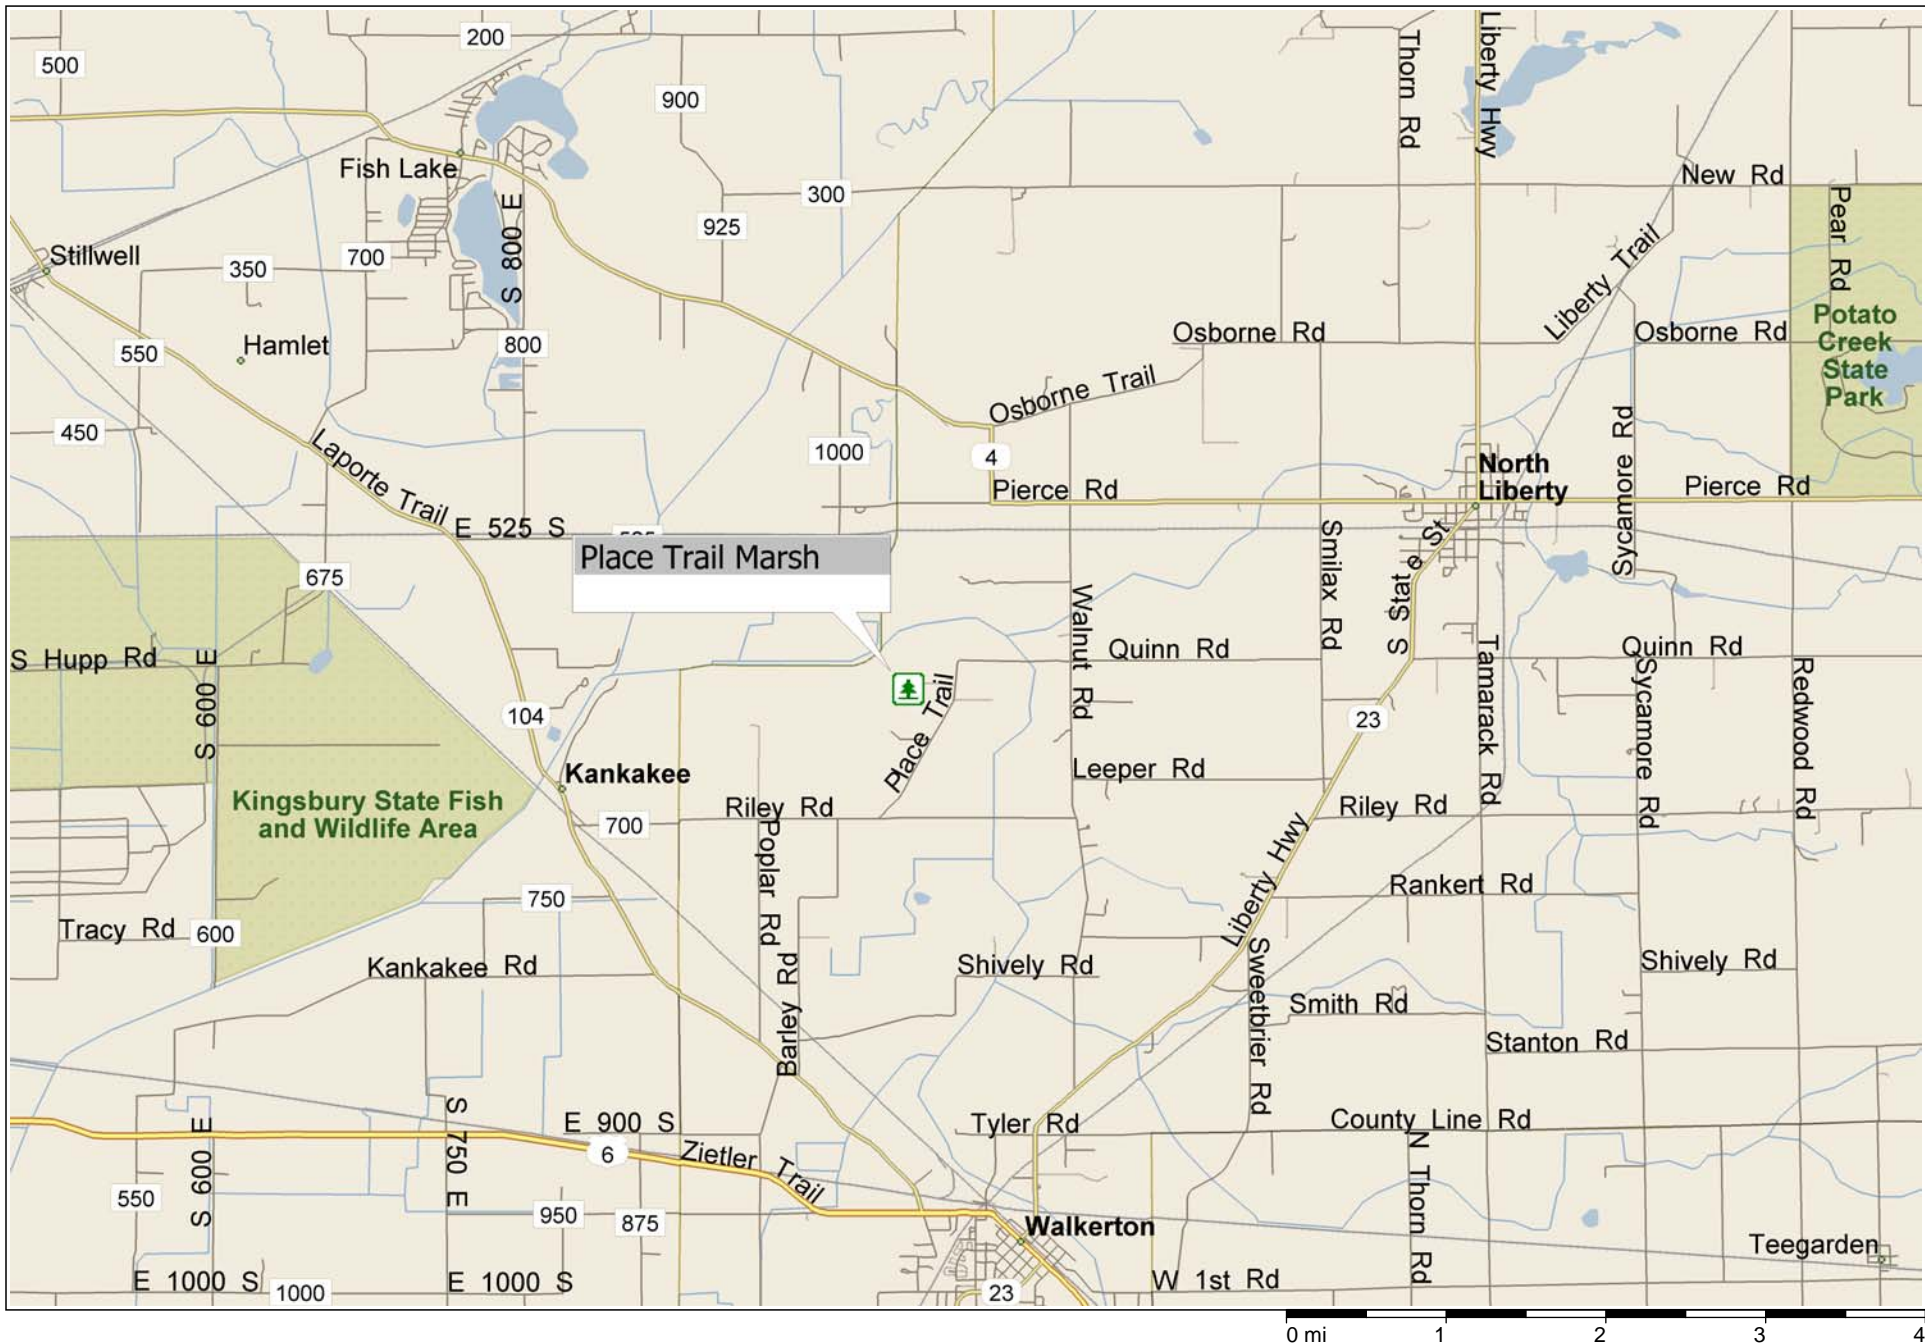 200
500
Thorn Rd
Liberty Hwy
900
Fish Lake
New Rd
300
S 800 E
Pear Rd
925
Stillwell
350
700
Liberty Trail
Potato
Creek
State
Park
Osborne Rd
Osborne Rd
550
Hamlet
800
Osborne Trail
450
Laporte Trail
1000
4
Sycamore Rd
North
Liberty
Pierce Rd
Pierce Rd
E 525 S
Place Trail Marsh
Smilax Rd
S State St
675
Walnut Rd
S Hupp Rd
S 600 E
Quinn Rd
Tamarack Rd
Quinn Rd
Sycamore Rd
Redwood Rd
Place Trail
104
23
Kankakee
Leeper Rd
Kingsbury State Fish
and Wildlife Area
Riley Rd
700
Riley Rd
Poplar Rd
Liberty Hwy
750
Rankert Rd
Tracy Rd
600
Kankakee Rd
Barley Rd
Shively Rd
Sweetbrier Rd
Shively Rd
Smith Rd
Stanton Rd
S 600 E
S 750 E
E 900 S
6
Zietler Trail
Tyler Rd
County Line Rd
N Thorn Rd
550
950
875
Walkerton
Teegarden
E 1000 S
1000
E 1000 S
23
W 1st Rd
0 mi 1 2 3 4